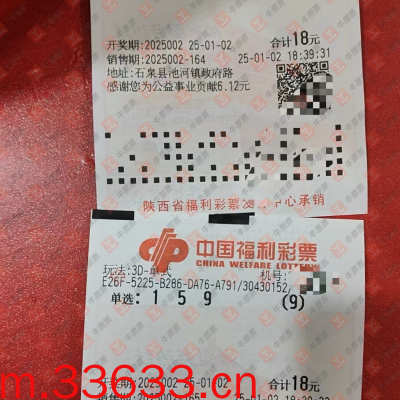 开奖期:2025002 25-01-02 合计18元
销售期:2025002-164 25-01-02 18:39:31
地址:石泉县池河镇政府路
感谢您为公益事业贡献6.12元
陕西省福利彩票 中心承销
中国福利彩票
CHINA WELFARE LOTTERY
玩法:3D-单式 机号:
E26F-5225-B286-DA76-A791/30430152/
单选: 1 5 9 (9)
开奖期:2025002 25-01-02 合计18元
m.33633.cn